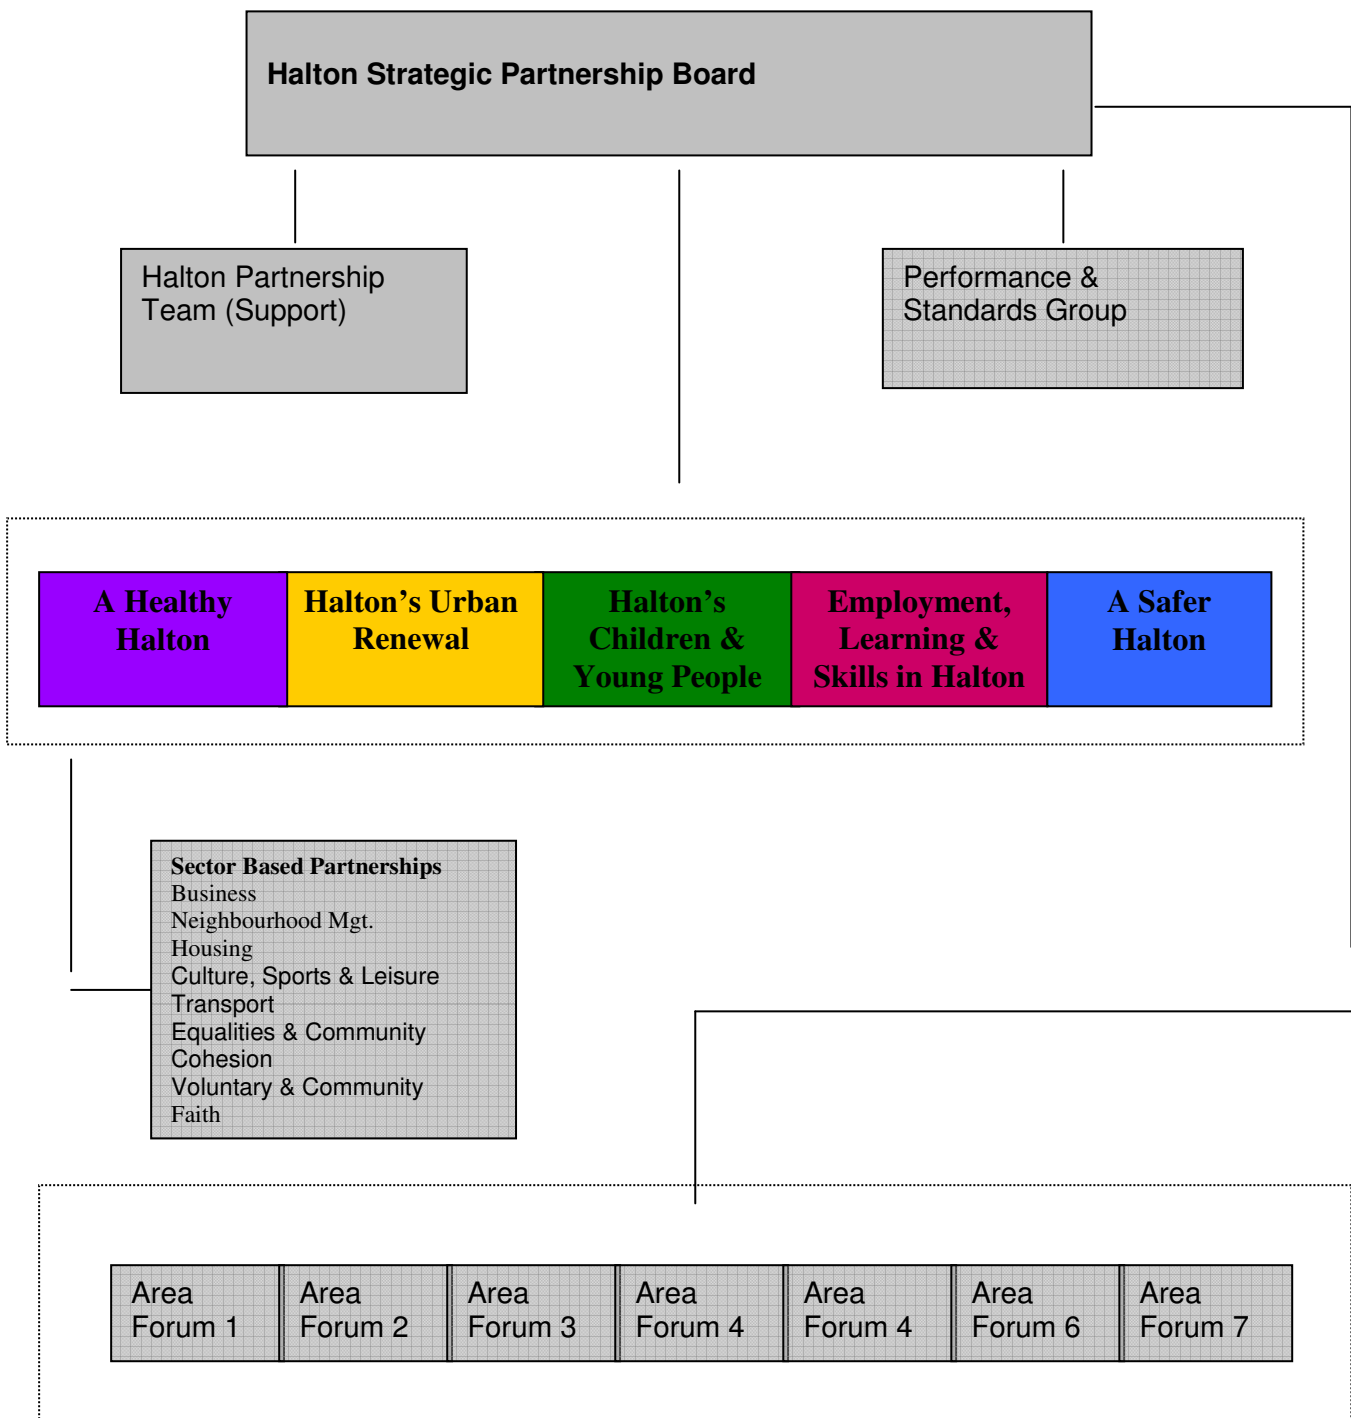 Halton Strategic Partnership Board
Halton Partnership
Team (Support)
Performance &
Standards Group
A Healthy
Halton
Halton's Urban
Renewal
Halton's
Children &
Young People
Employment,
Learning &
Skills in Halton
A Safer
Halton
Sector Based Partnerships
Business
Neighbourhood Mgt.
Housing
Culture, Sports & Leisure
Transport
Equalities & Community
Cohesion
Voluntary & Community
Faith
Area
Forum 1
Area
Forum 2
Area
Forum 3
Area
Forum 4
Area
Forum 4
Area
Forum 6
Area
Forum 7